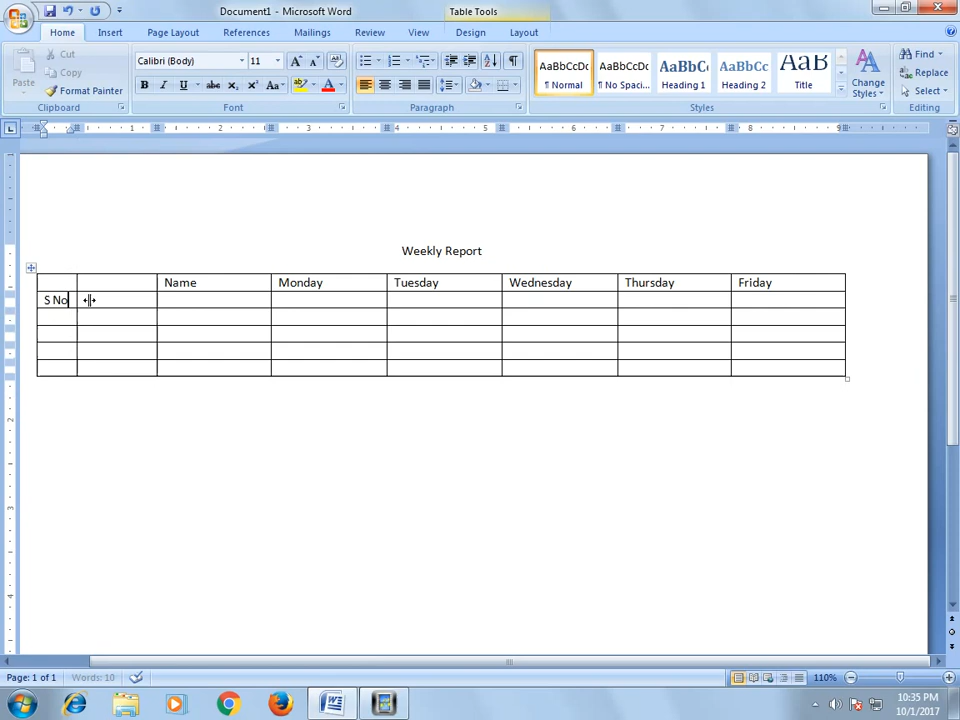 Document1 - Microsoft Word
Table Tools
Home Insert Page Layout References Mailings Review View Design Layout
Paste
Cut
Copy
Format Painter
Clipboard
Calibri (Body) 11
Font
Paragraph
AaBbCcDc
¶ Normal
AaBbCcDc
¶ No Spaci...
AaBbC
Heading 1
AaBbCc
Heading 2
AaB
Title
Change
Styles
Styles
Find
Replace
Select
Editing
Weekly Report
Name Monday Tuesday Wednesday Thursday Friday
S No
Page: 1 of 1 Words: 10 110%
10:35 PM
10/1/2017